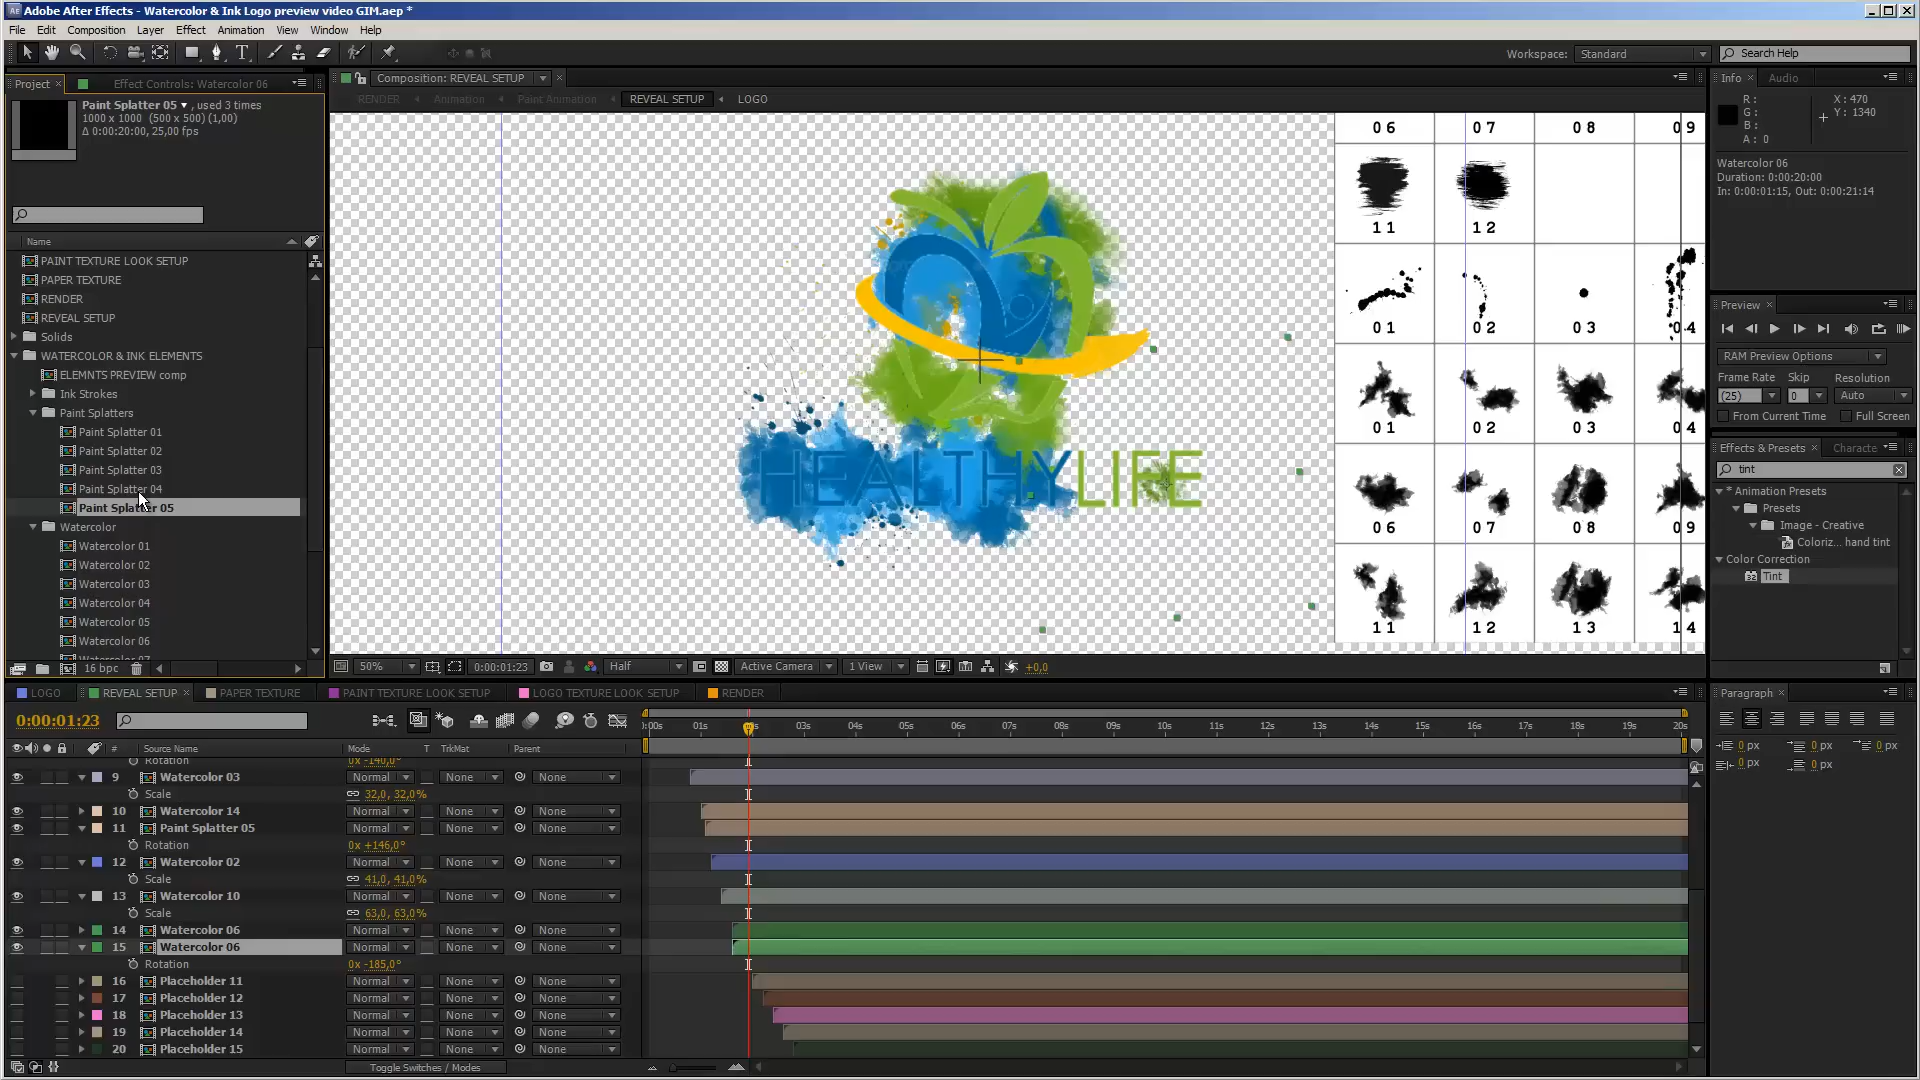 Adobe After Effects - Watercolor & Ink Logo preview video GIM.aep *
File Edit Composition Layer Effect Animation View Window Help
Workspace: Standard
Search Help
Project
Effect Controls: Watercolor 06
Paint Splatter 05 , used 3 times
1000 x 1000 (500 x 500) (1,00)
Δ 0:00:20:00, 25,00 fps
Name
PAINT TEXTURE LOOK SETUP
PAPER TEXTURE
RENDER
REVEAL SETUP
Solids
WATERCOLOR & INK ELEMENTS
ELEMNTS PREVIEW comp
Ink Strokes
Paint Splatters
Paint Splatter 01
Paint Splatter 02
Paint Splatter 03
Paint Splatter 04
Paint Splatter 05
Watercolor
Watercolor 01
Watercolor 02
Watercolor 03
Watercolor 04
Watercolor 05
Watercolor 06
16 bpc
Composition: REVEAL SETUP
RENDER Animation Paint Animation REVEAL SETUP LOGO
06 07 08 09
11 12
01 02 03 04
01 02 03 04
06 07 08 09
11 12 13 14
HEALTHYLIFE
50% 0:00:01:23 Half Active Camera 1 View +0,0
Info Audio
R : X : 470
G : Y : 1340
B :
A : 0
Watercolor 06
Duration: 0:00:20:00
In: 0:00:01:15, Out: 0:00:21:14
Preview
RAM Preview Options
Frame Rate Skip Resolution
(25) 0 Auto
From Current Time Full Screen
Effects & Presets Characte
tint
* Animation Presets
Presets
Image - Creative
Coloriz... hand tint
Color Correction
32 Tint
LOGO REVEAL SETUP PAPER TEXTURE PAINT TEXTURE LOOK SETUP LOGO TEXTURE LOOK SETUP RENDER
0:00:01:23
:00s 01s 03s 04s 05s 06s 07s 08s 09s 10s 11s 12s 13s 14s 15s 16s 17s 18s 19s 20s
# Source Name Mode T TrkMat Parent
Rotation 0x -140,0°
9 Watercolor 03 Normal None None
Scale 32,0, 32,0%
10 Watercolor 14 Normal None None
11 Paint Splatter 05 Normal None None
Rotation 0x +146,0°
12 Watercolor 02 Normal None None
Scale 41,0, 41,0%
13 Watercolor 10 Normal None None
Scale 63,0, 63,0%
14 Watercolor 06 Normal None None
15 Watercolor 06 Normal None None
Rotation 0x -185,0°
16 Placeholder 11 Normal None None
17 Placeholder 12 Normal None None
18 Placeholder 13 Normal None None
19 Placeholder 14 Normal None None
20 Placeholder 15 Normal None None
Toggle Switches / Modes
Paragraph
0 px 0 px 0 px
0 px 0 px